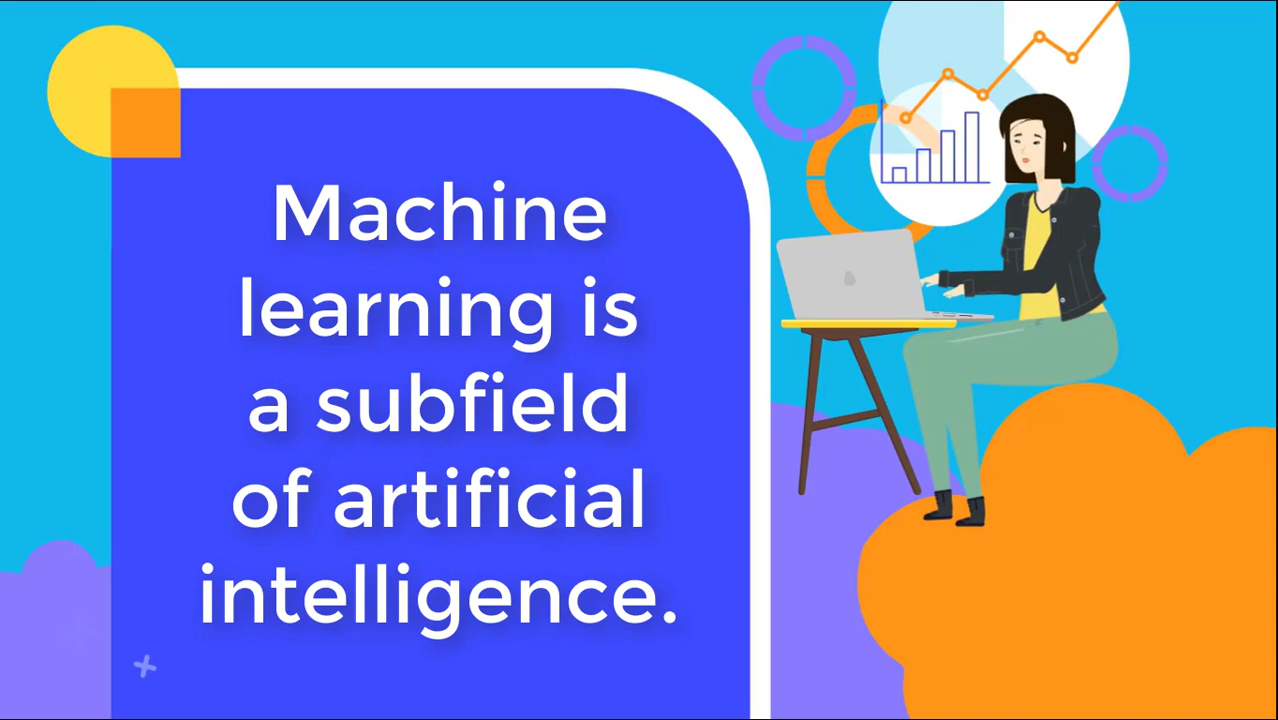 Machine
learning is
a subfield
of artificial
intelligence.